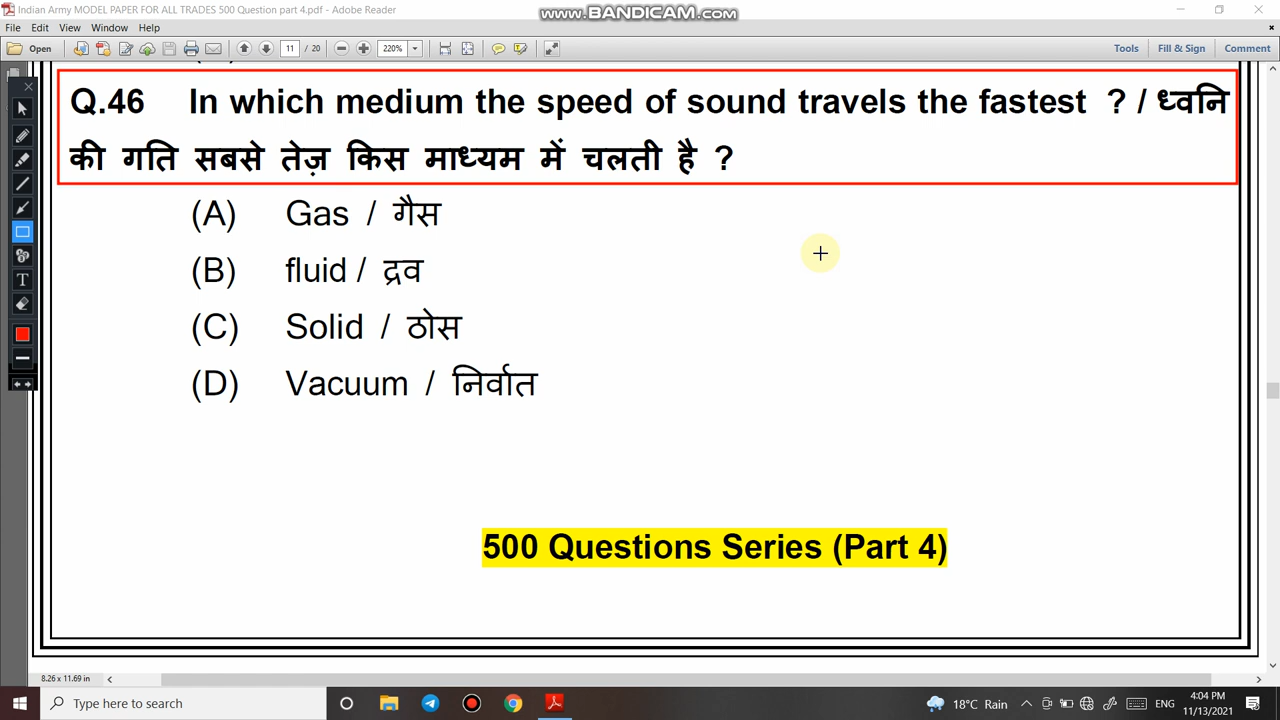 Indian Army MODEL PAPER FOR ALL TRADES 500 Question part 4.pdf - Adobe Reader
www.BANDICAM.com
File Edit View Window Help
Open 11 / 20 220% Tools Fill & Sign Comment
Q.46 In which medium the speed of sound travels the fastest ? / ध्वनि
की गति सबसे तेज़ किस माध्यम में चलती है ?
(A) Gas / गैस
(B) fluid / द्रव
(C) Solid / ठोस
(D) Vacuum / निर्वात
500 Questions Series (Part 4)
8.26 x 11.69 in
Type here to search
18°C Rain
ENG
4:04 PM
11/13/2021